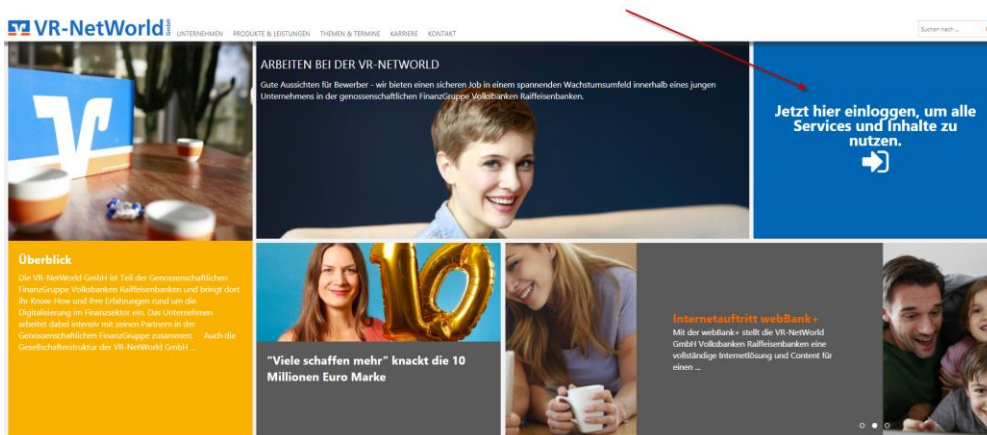 VR-NetWorld GmbH
UNTERNEHMEN PRODUKTE & LEISTUNGEN THEMEN & TERMINE KARRIERE KONTAKT
Suchen nach ...
ARBEITEN BEI DER VR-NETWORLD
Gute Aussichten für Bewerber - wir bieten einen sicheren Job in einem spannenden Wachstumsumfeld innerhalb eines jungen
Unternehmens in der genossenschaftlichen FinanzGruppe Volksbanken Raiffeisenbanken.
Jetzt hier einloggen, um alle
Services und Inhalte zu
nutzen.
Überblick
Die VR-NetWorld GmbH ist Teil der Genossenschaftlichen
FinanzGruppe Volksbanken Raiffeisenbanken und bringt dort
ihr Know-How und ihre Erfahrungen rund um die
Digitalisierung im Finanzsektor ein. Das Unternehmen
arbeitet dabei intensiv mit seinen Partnern in der
Genossenschaftlichen FinanzGruppe zusammen. Auch die
Gesellschafterstruktur der VR-NetWorld GmbH ...
10
"Viele schaffen mehr" knackt die 10
Millionen Euro Marke
Internetauftritt webBank+
Mit der webBank+ stellt die VR-NetWorld
GmbH Volksbanken Raiffeisenbanken eine
vollständige Internetlösung und Content für
einen ...